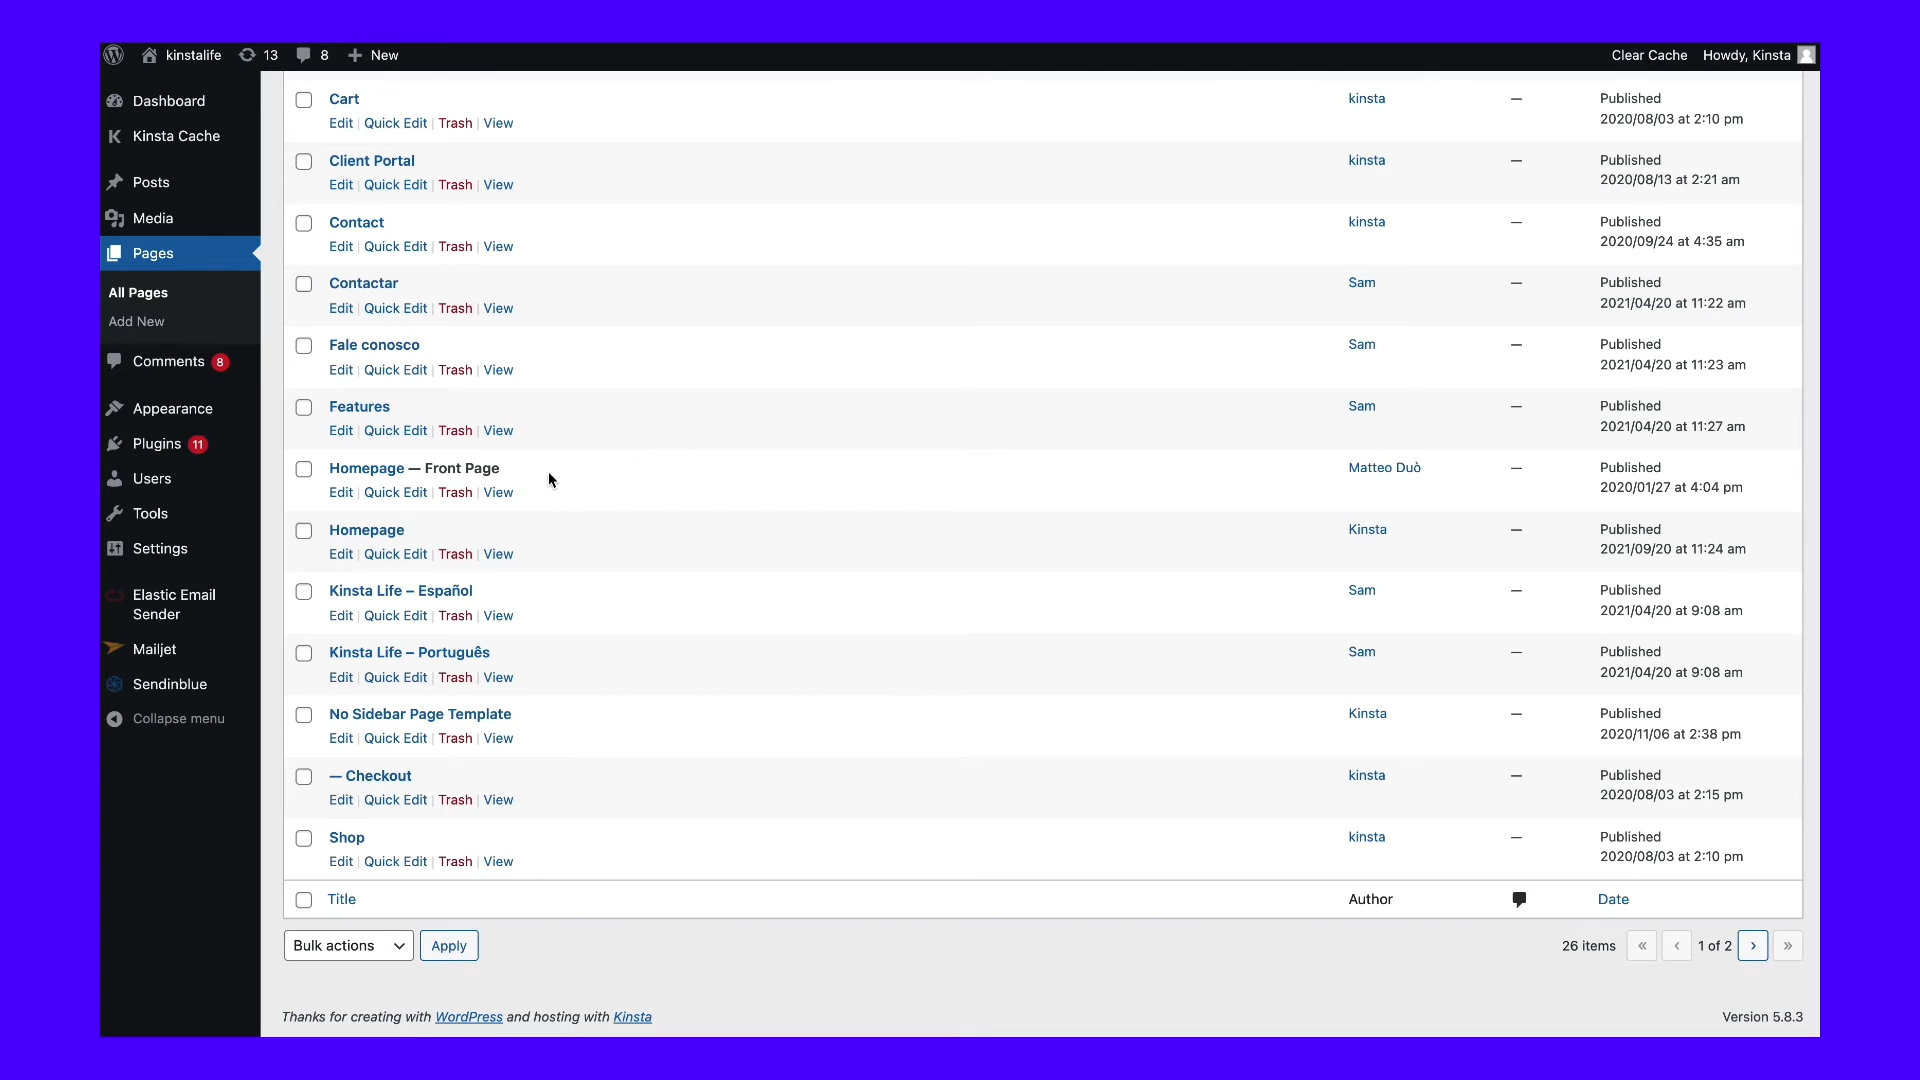 kinstalife 13 8 New Clear Cache Howdy, Kinsta
Dashboard
Kinsta Cache
Posts
Media
Pages
All Pages
Add New
Comments 8
Appearance
Plugins 11
Users
Tools
Settings
Elastic Email
Sender
Mailjet
Sendinblue
Collapse menu
Cart kinsta — Published
Edit | Quick Edit | Trash | View 2020/08/03 at 2:10 pm
Client Portal kinsta — Published
Edit | Quick Edit | Trash | View 2020/08/13 at 2:21 am
Contact kinsta — Published
Edit | Quick Edit | Trash | View 2020/09/24 at 4:35 am
Contactar Sam — Published
Edit | Quick Edit | Trash | View 2021/04/20 at 11:22 am
Fale conosco Sam — Published
Edit | Quick Edit | Trash | View 2021/04/20 at 11:23 am
Features Sam — Published
Edit | Quick Edit | Trash | View 2021/04/20 at 11:27 am
Homepage — Front Page Matteo Duò — Published
Edit | Quick Edit | Trash | View 2020/01/27 at 4:04 pm
Homepage Kinsta — Published
Edit | Quick Edit | Trash | View 2021/09/20 at 11:24 am
Kinsta Life – Español Sam — Published
Edit | Quick Edit | Trash | View 2021/04/20 at 9:08 am
Kinsta Life – Português Sam — Published
Edit | Quick Edit | Trash | View 2021/04/20 at 9:08 am
No Sidebar Page Template Kinsta — Published
Edit | Quick Edit | Trash | View 2020/11/06 at 2:38 pm
— Checkout kinsta — Published
Edit | Quick Edit | Trash | View 2020/08/03 at 2:15 pm
Shop kinsta — Published
Edit | Quick Edit | Trash | View 2020/08/03 at 2:10 pm
Title Author Date
Bulk actions Apply 26 items « ‹ 1 of 2 › »
Thanks for creating with WordPress and hosting with Kinsta Version 5.8.3